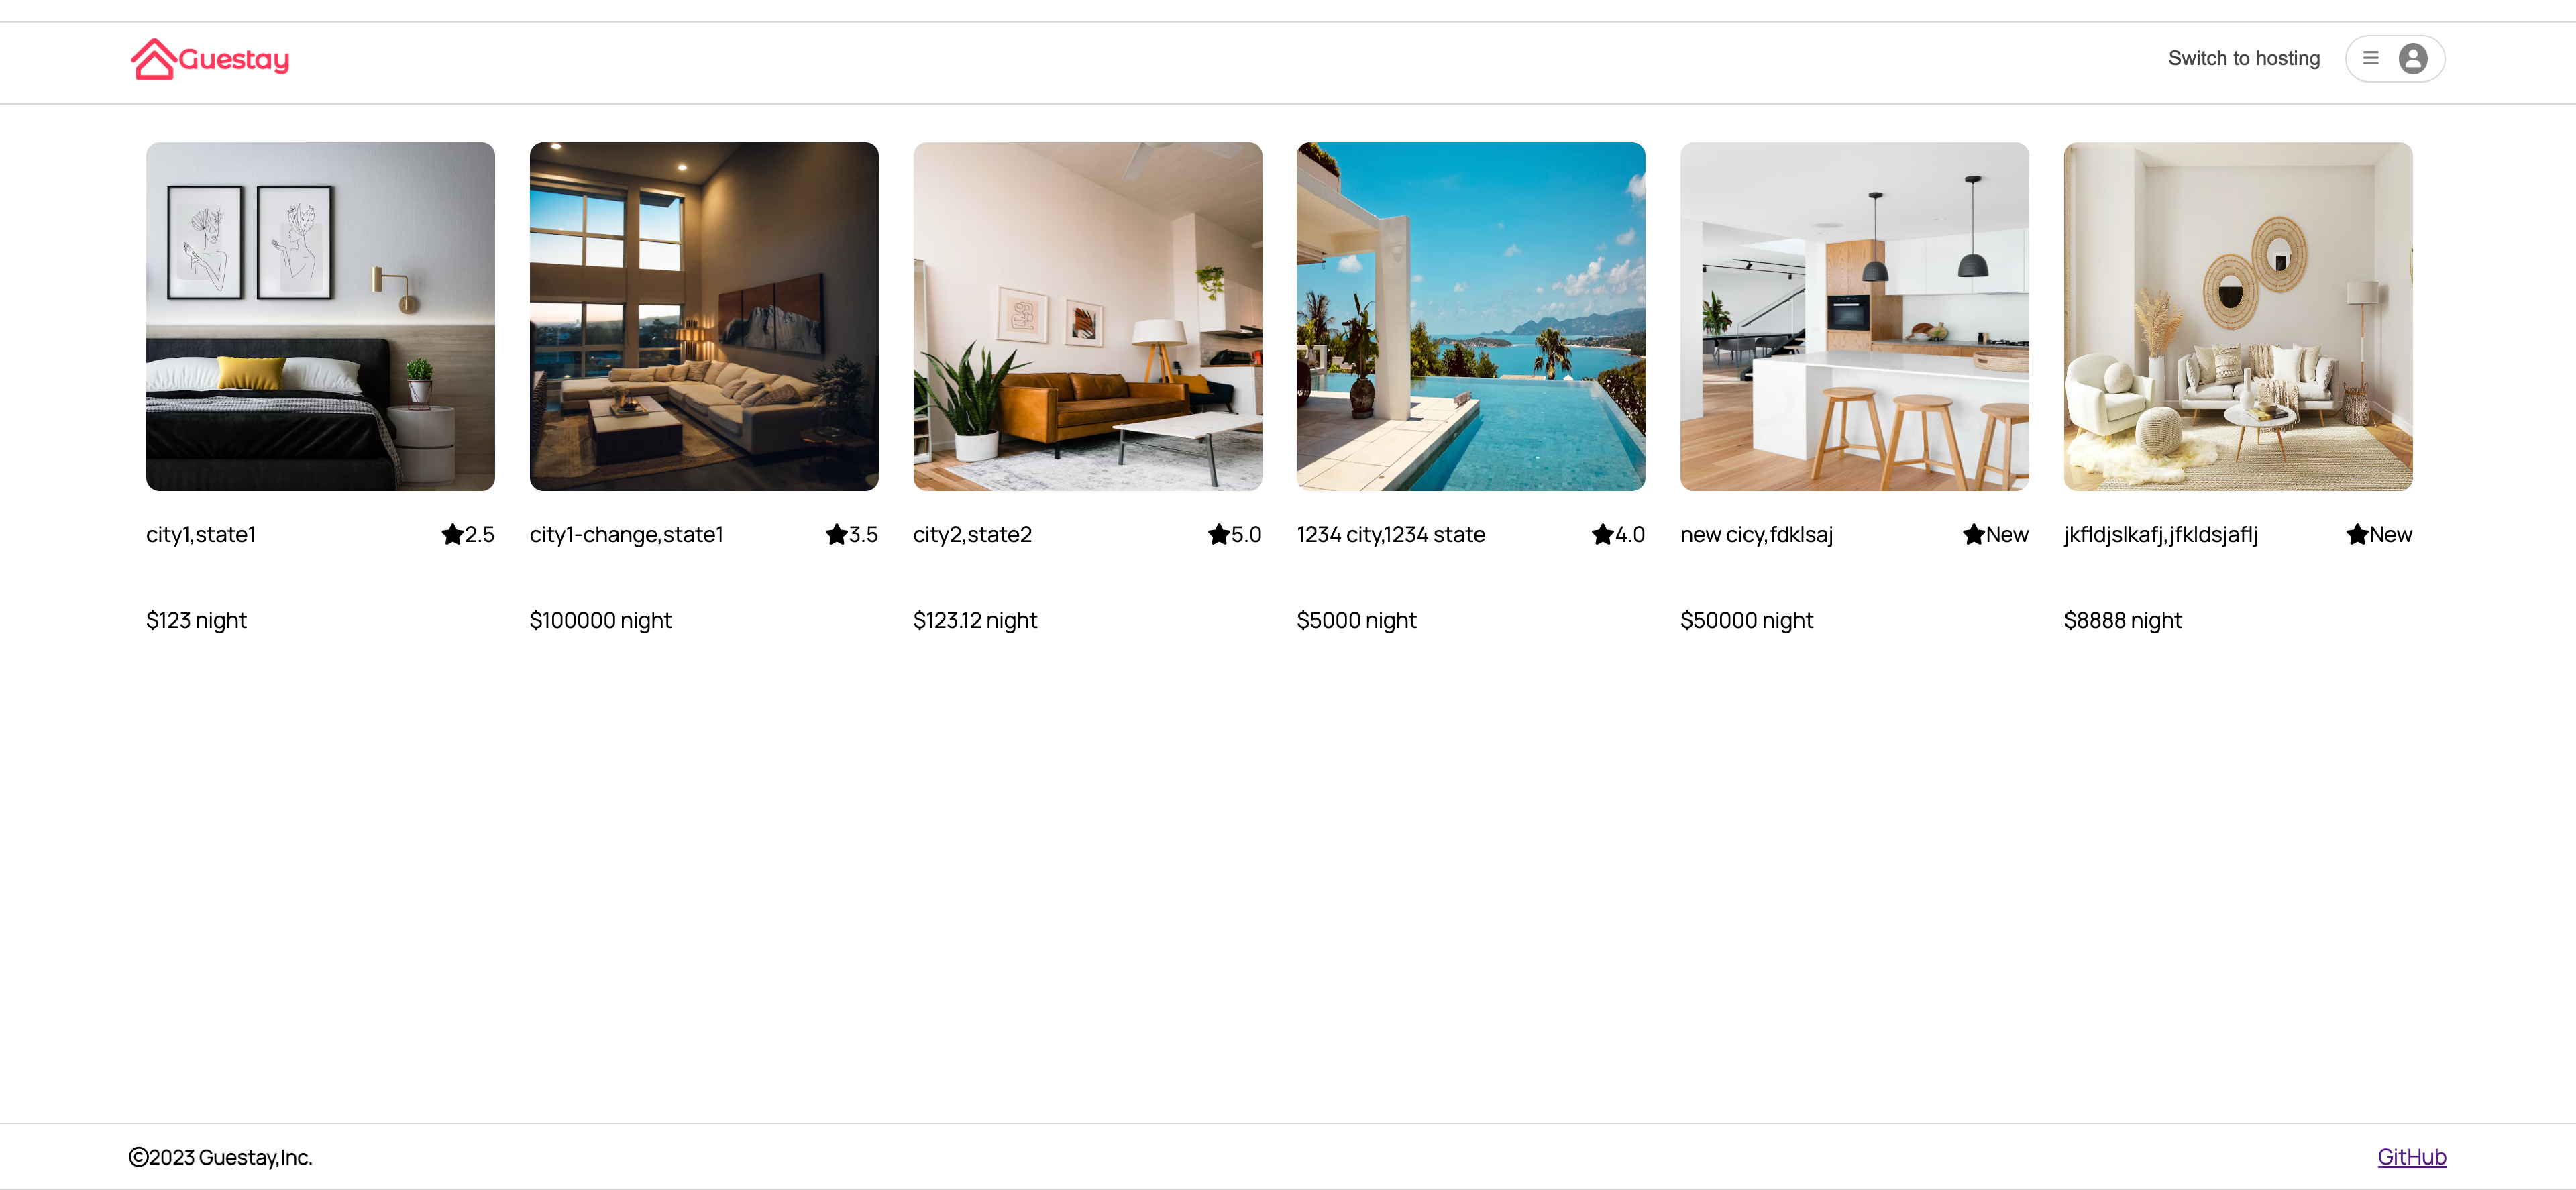 Guestay
Switch to hosting
city1,state1 2.5
city1-change,state1 3.5
city2,state2 5.0
1234 city,1234 state 4.0
new cicy,fdklsaj New
jkfldjslkafj,jfkldsjaflj New
$123 night
$100000 night
$123.12 night
$5000 night
$50000 night
$8888 night
©2023 Guestay,Inc.
GitHub